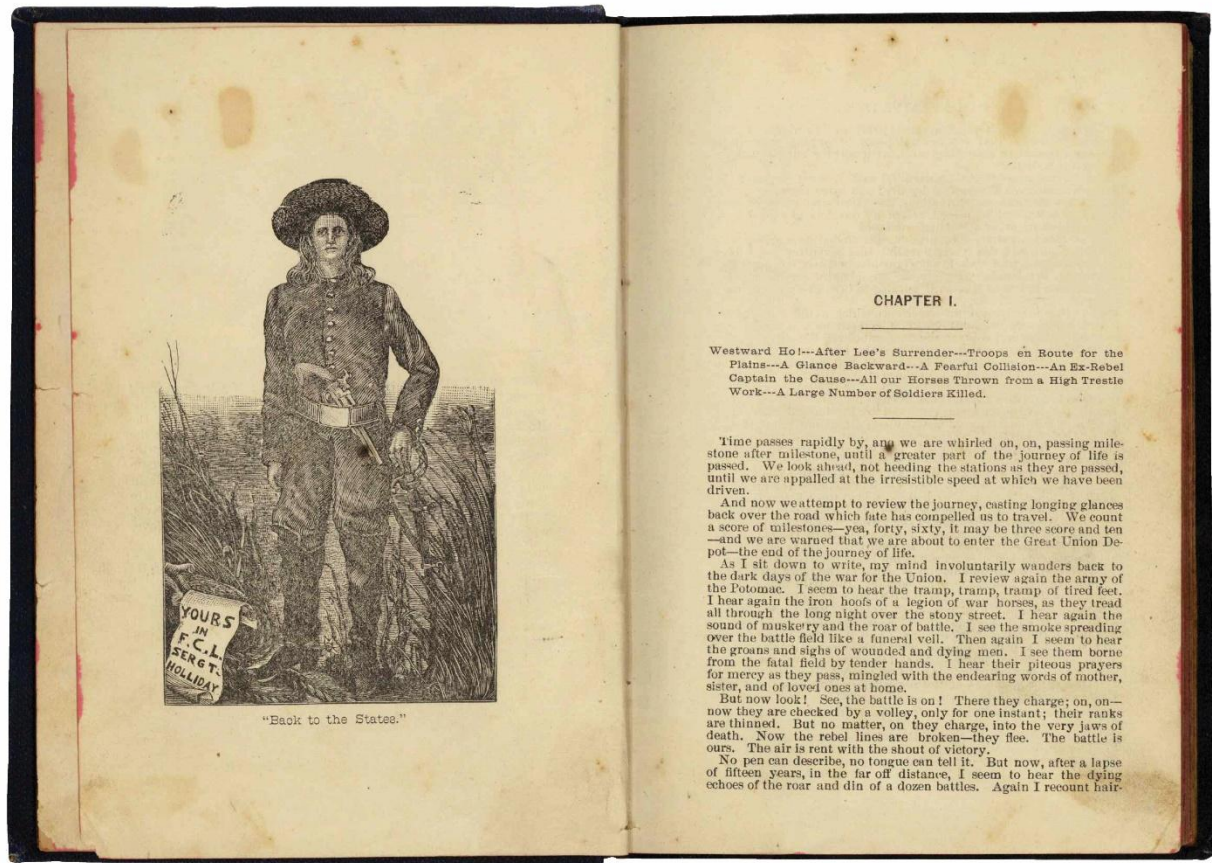 YOURS
IN
F. C. L.
SERGT.
HOLLIDAY
"Back to the States."
CHAPTER I.
Westward Ho!---After Lee's Surrender---Troops en Route for the
Plains---A Glance Backward---A Fearful Collision---An Ex-Rebel
Captain the Cause---All our Horses Thrown from a High Trestle
Work---A Large Number of Soldiers Killed.
Time passes rapidly by, and we are whirled on, on, passing mile-
stone after milestone, until a greater part of the journey of life is
passed. We look ahead, not heeding the stations as they are passed,
until we are appalled at the irresistible speed at which we have been
driven.
And now we attempt to review the journey, casting longing glances
back over the road which fate has compelled us to travel. We count
a score of milestones—yea, forty, sixty, it may be three score and ten
—and we are warned that we are about to enter the Great Union De-
pot—the end of the journey of life.
As I sit down to write, my mind involuntarily wanders back to
the dark days of the war for the Union. I review again the army of
the Potomac. I seem to hear the tramp, tramp, tramp of tired feet.
I hear again the iron hoofs of a legion of war horses, as they tread
all through the long night over the stony street. I hear again the
sound of musketry and the roar of battle. I see the smoke spreading
over the battle field like a funeral veil. Then again I seem to hear
the groans and sighs of wounded and dying men. I see them borne
from the fatal field by tender hands. I hear their piteous prayers
for mercy as they pass, mingled with the endearing words of mother,
sister, and of loved ones at home.
But now look! See, the battle is on! There they charge; on, on—
now they are checked by a volley, only for one instant; their ranks
are thinned. But no matter, on they charge, into the very jaws of
death. Now the rebel lines are broken—they flee. The battle is
ours. The air is rent with the shout of victory.
No pen can describe, no tongue can tell it. But now, after a lapse
of fifteen years, in the far off distance, I seem to hear the dying
echoes of the roar and din of a dozen battles. Again I recount hair-